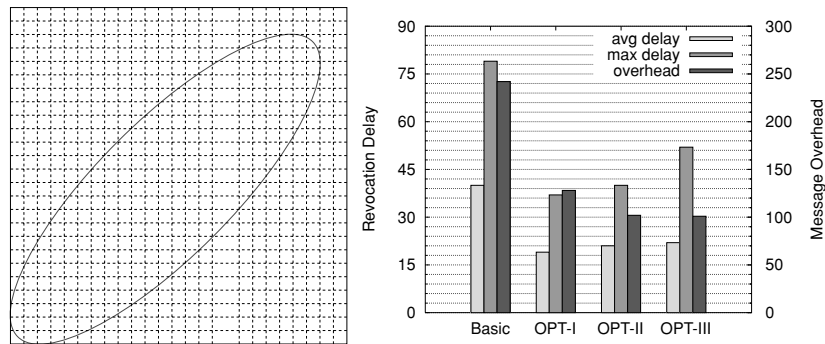 90
75
60
45
30
15
0
Revocation Delay
avg delay
max delay
overhead
300
250
200
150
100
50
0
Message Overhead
Basic OPT-I OPT-II OPT-III